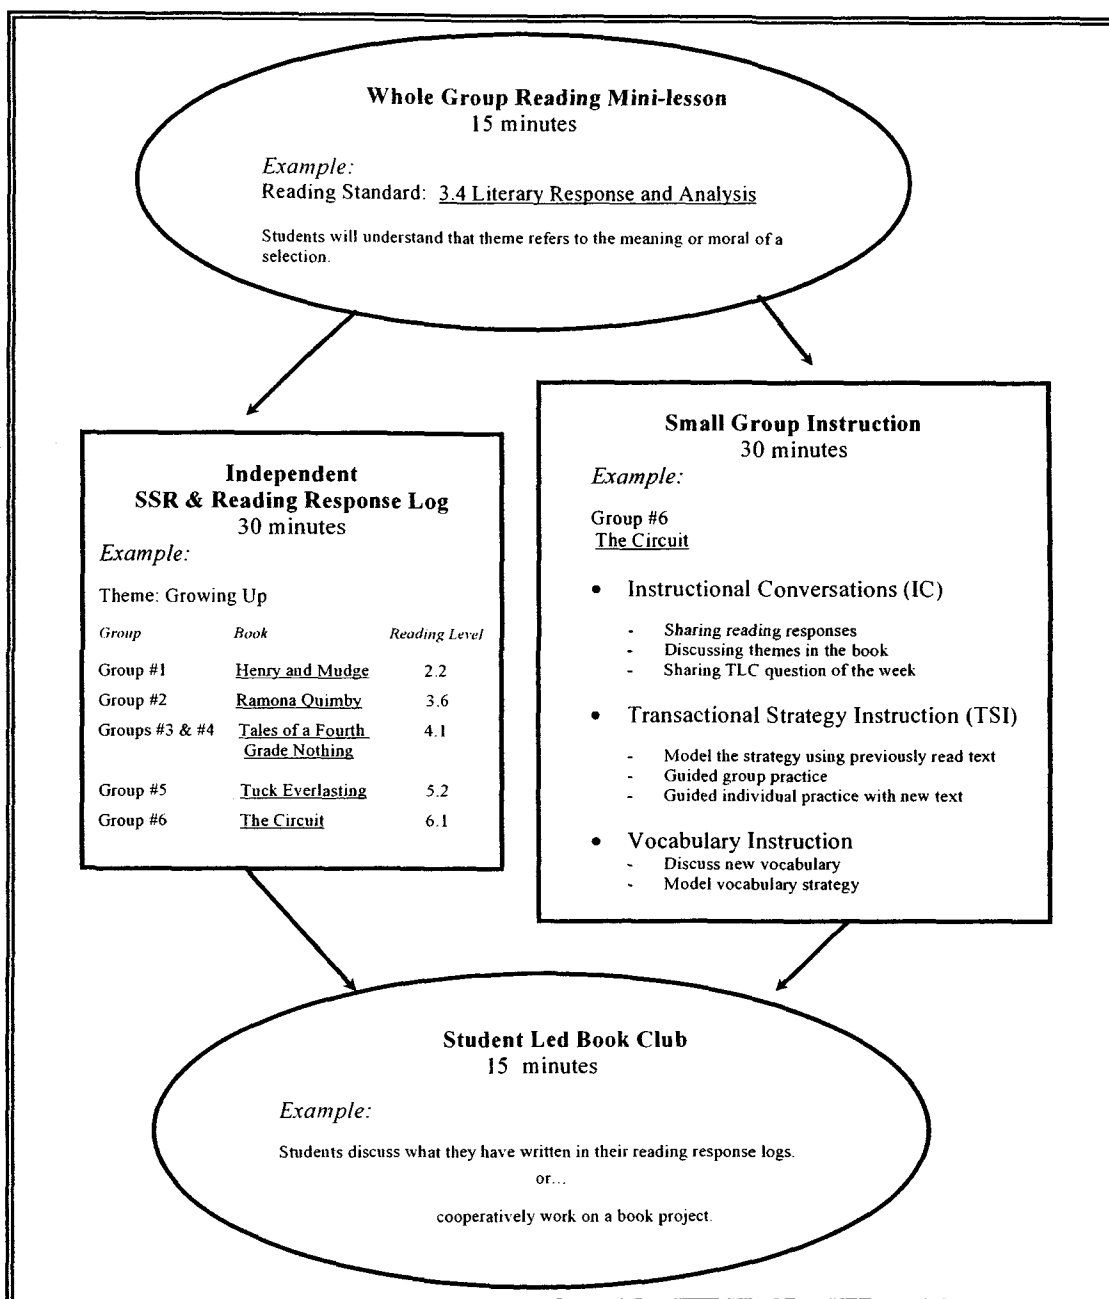 Whole Group Reading Mini-lesson
15 minutes
Example:
Reading Standard: 3.4 Literary Response and Analysis
Students will understand that theme refers to the meaning or moral of a
selection.
Independent
SSR & Reading Response Log
30 minutes
Example:
Theme: Growing Up
Group Book Reading Level
Group #1 Henry and Mudge 2.2
Group #2 Ramona Quimby 3.6
Groups #3 & #4 Tales of a Fourth 4.1
Grade Nothing
Group #5 Tuck Everlasting 5.2
Group #6 The Circuit 6.1
Small Group Instruction
30 minutes
Example:
Group #6
The Circuit
• Instructional Conversations (IC)
- Sharing reading responses
- Discussing themes in the book
- Sharing TLC question of the week
• Transactional Strategy Instruction (TSI)
- Model the strategy using previously read text
- Guided group practice
- Guided individual practice with new text
• Vocabulary Instruction
- Discuss new vocabulary
- Model vocabulary strategy
Student Led Book Club
15 minutes
Example:
Students discuss what they have written in their reading response logs.
or...
cooperatively work on a book project.